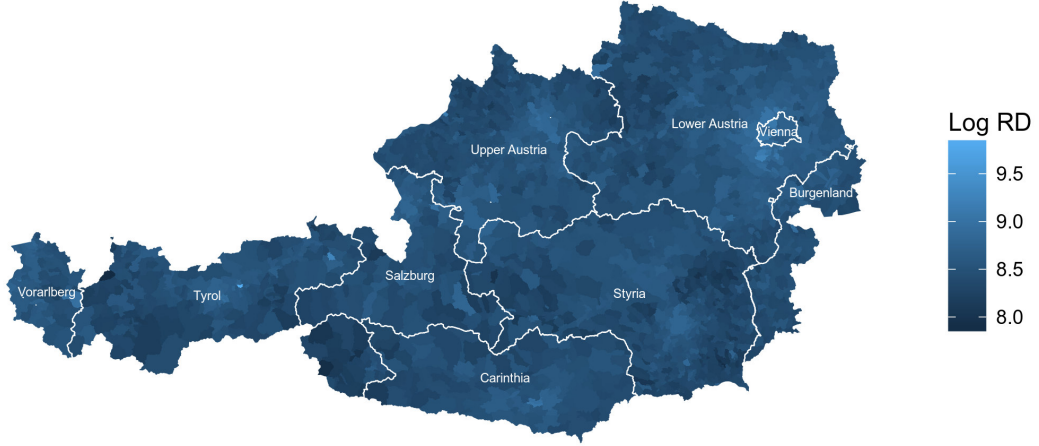 Log RD
Lower Austria
Vienna
Upper Austria
Burgenland
Salzburg
Vorarlberg
Tyrol
Styria
Carinthia
9.5
9.0
8.5
8.0